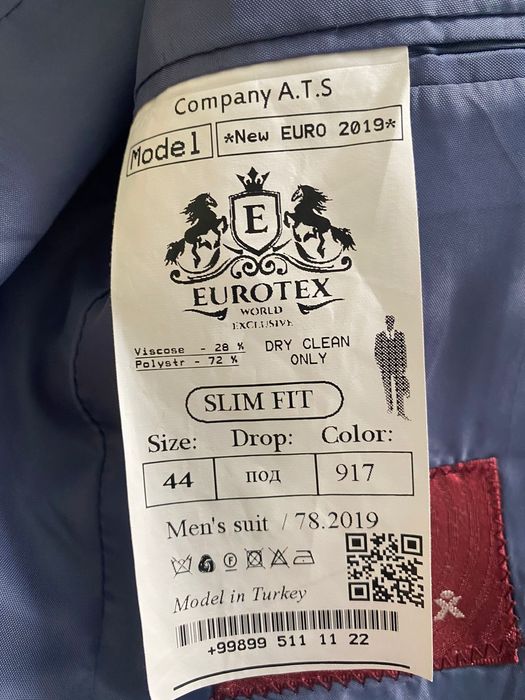 Company A.T.S
Model *New EURO 2019*
E
EUROTEX
WORLD
EXCLUSIVE
Viscose - 28 %
Polystr - 72 %
DRY CLEAN
ONLY
SLIM FIT
Size: Drop: Color:
44 под 917
Men's suit / 78.2019
Model in Turkey
+99899 511 11 22